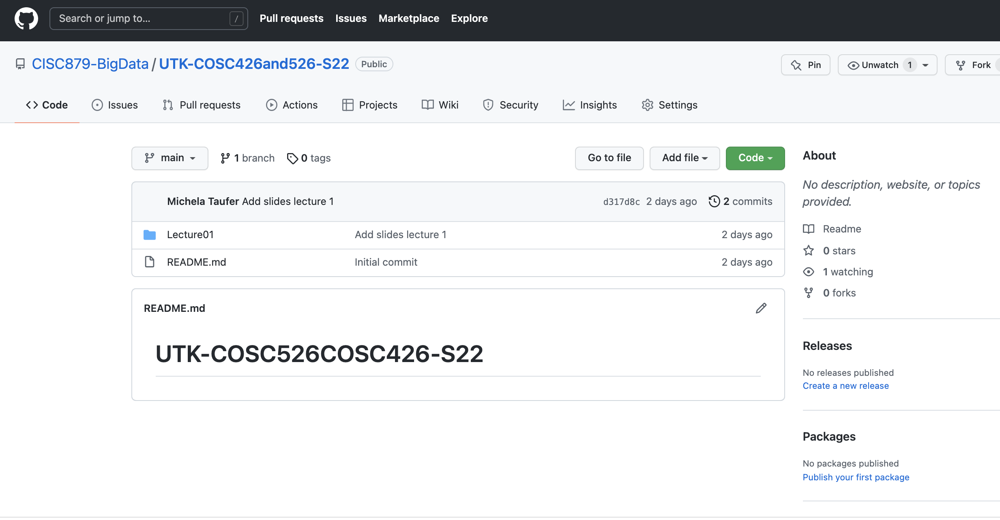 Search or jump to... /
Pull requests Issues Marketplace Explore
CISC879-BigData / UTK-COSC426and526-S22 Public
Pin Unwatch 1 Fork
Code Issues Pull requests Actions Projects Wiki Security Insights Settings
main 1 branch 0 tags
Go to file Add file Code
Michela Taufer Add slides lecture 1 d317d8c 2 days ago 2 commits
Lecture01 Add slides lecture 1 2 days ago
README.md Initial commit 2 days ago
README.md
UTK-COSC526COSC426-S22
About
No description, website, or topics
provided.
Readme
0 stars
1 watching
0 forks
Releases
No releases published
Create a new release
Packages
No packages published
Publish your first package